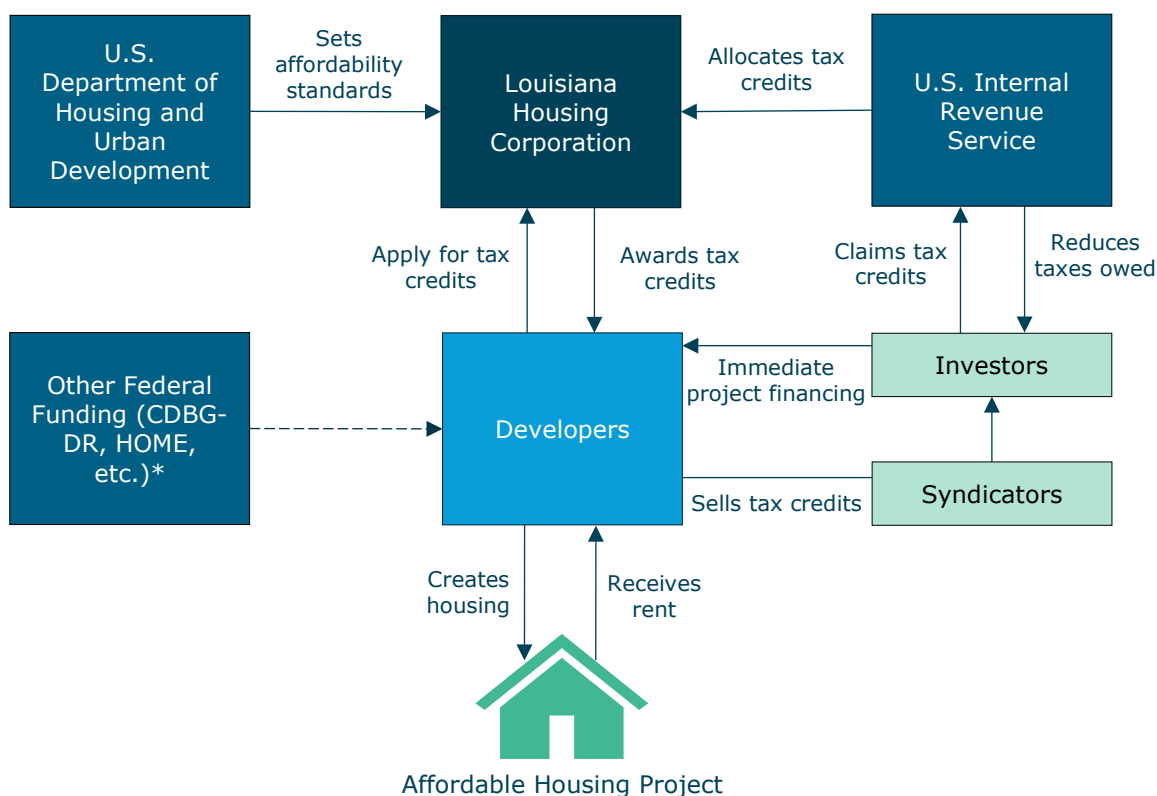 U.S.
Department of
Housing and
Urban
Development
Sets
affordability
standards
Louisiana
Housing
Corporation
Allocates tax
credits
U.S. Internal
Revenue
Service
Apply for tax
credits
Awards tax
credits
Claims tax
credits
Reduces
taxes owed
Other Federal
Funding (CDBG-
DR, HOME,
etc.)*
Developers
Immediate
project financing
Investors
Sells tax credits
Syndicators
Creates
housing
Receives
rent
Affordable Housing Project